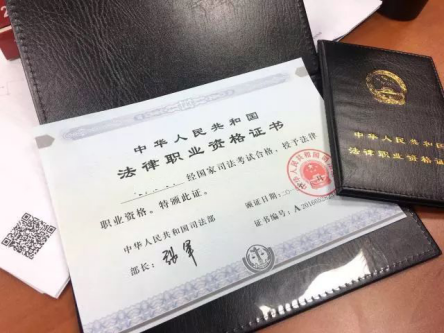 中华人民共和国
法律职业资格证书
经国家司法考试合格，授予法律
职业资格。特颁此证。
中华人民共和国司法部
颁证日期:
部长:
证书编号: A
中华人民共和国
法律职业资格证